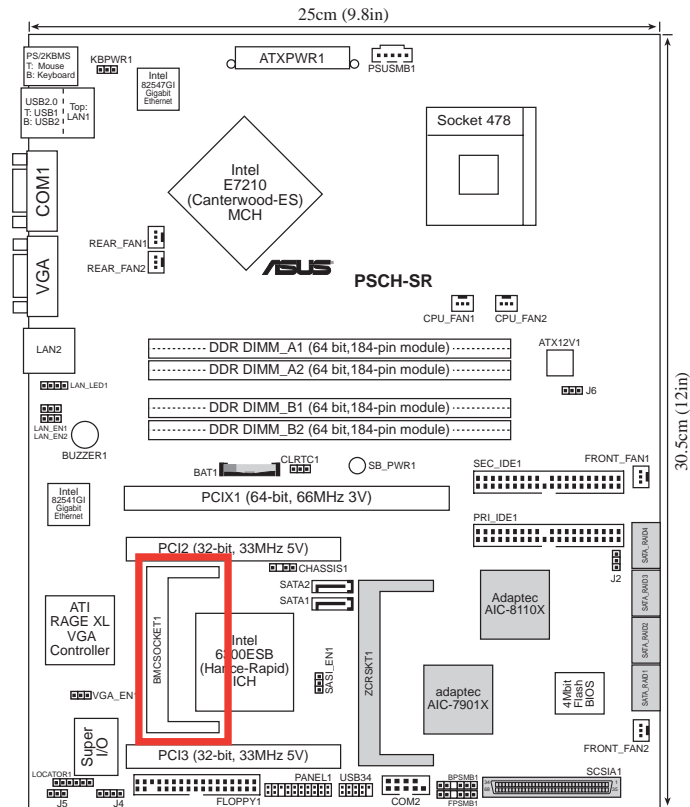 25cm (9.8in)
PS/2KBMS
T: Mouse
B: Keyboard
KBPWR1
Intel
82547GI
Gigabit
Ethernet
ATXPWR1
PSUSMB1
USB2.0
T: USB1
B: USB2
Top:
LAN1
Socket 478
COM1
Intel
E7210
(Canterwood-ES)
MCH
REAR_FAN1
REAR_FAN2
VGA
ASUS
PSCH-SR
CPU_FAN1
CPU_FAN2
LAN2
DDR DIMM_A1 (64 bit,184-pin module)
DDR DIMM_A2 (64 bit,184-pin module)
ATX12V1
J6
LAN_LED1
DDR DIMM_B1 (64 bit,184-pin module)
DDR DIMM_B2 (64 bit,184-pin module)
LAN_EN1
LAN_EN2
BUZZER1
30.5cm (12in)
BAT1
CLRTC1
SB_PWR1
SEC_IDE1
FRONT_FAN1
Intel
82541GI
Gigabit
Ethernet
PCIX1 (64-bit, 66MHz 3V)
PRI_IDE1
PCI2 (32-bit, 33MHz 5V)
CHASSIS1
SATA2
SATA1
J2
SATA_RAID4
SATA_RAID3
SATA_RAID2
SATA_RAID1
Adaptec
AIC-8110X
ATI
RAGE XL
VGA
Controller
BMCSOCKET1
Intel
6300ESB
(Hance-Rapid)
ICH
SASI_EN1
ZCRSKT1
adaptec
AIC-7901X
4Mbit
Flash
BIOS
VGA_EN1
Super
I/O
PCI3 (32-bit, 33MHz 5V)
FRONT_FAN2
LOCATOR1
J5
J4
FLOPPY1
PANEL1
USB34
COM2
BPSMB1
FPSMB1
SCSIA1
34
68
1
35